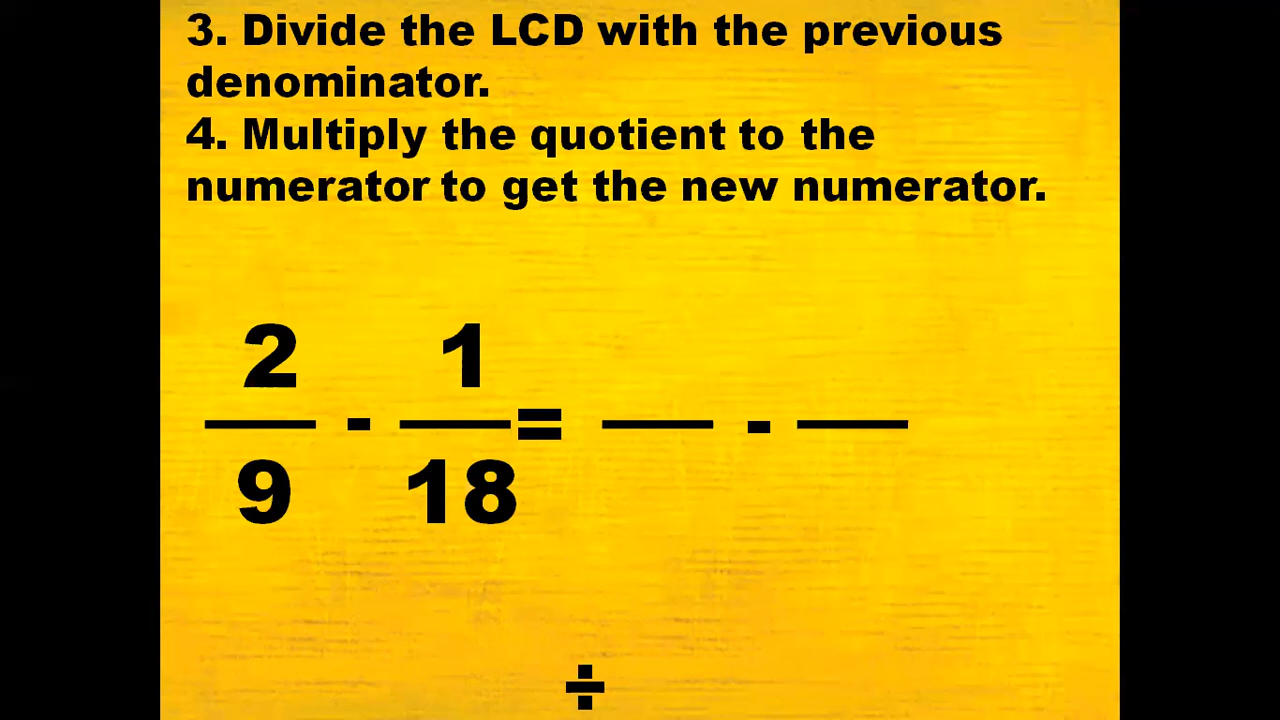 3. Divide the LCD with the previous
denominator.
4. Multiply the quotient to the
numerator to get the new numerator.
2 1
— - — = — - —
9 18
÷